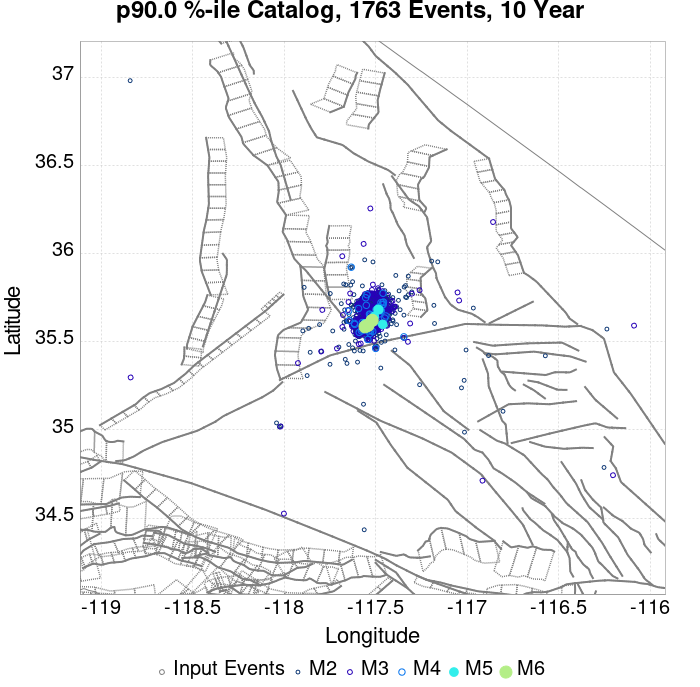 p90.0 %-ile Catalog, 1763 Events, 10 Year
37
36.5
36
35.5
35
34.5
Latitude
-119
-118.5
-118
-117.5
-117
-116.5
-116
Longitude
Input Events
M2
M3
M4
M5
M6